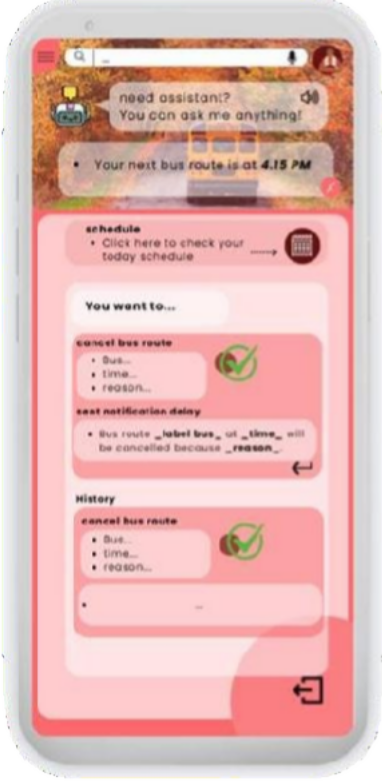 need assistant?
You can ask me anything!
• Your next bus route is at 4.15 PM
schedule
• Click here to check your
today schedule
You want to...
cancel bus route
• Bus...
• time...
• reason...
sent notification delay
• Bus route _label bus_ at _time_ will
be cancelled because _reason_.
History
cancel bus route
• Bus...
• time...
• reason...
• ...